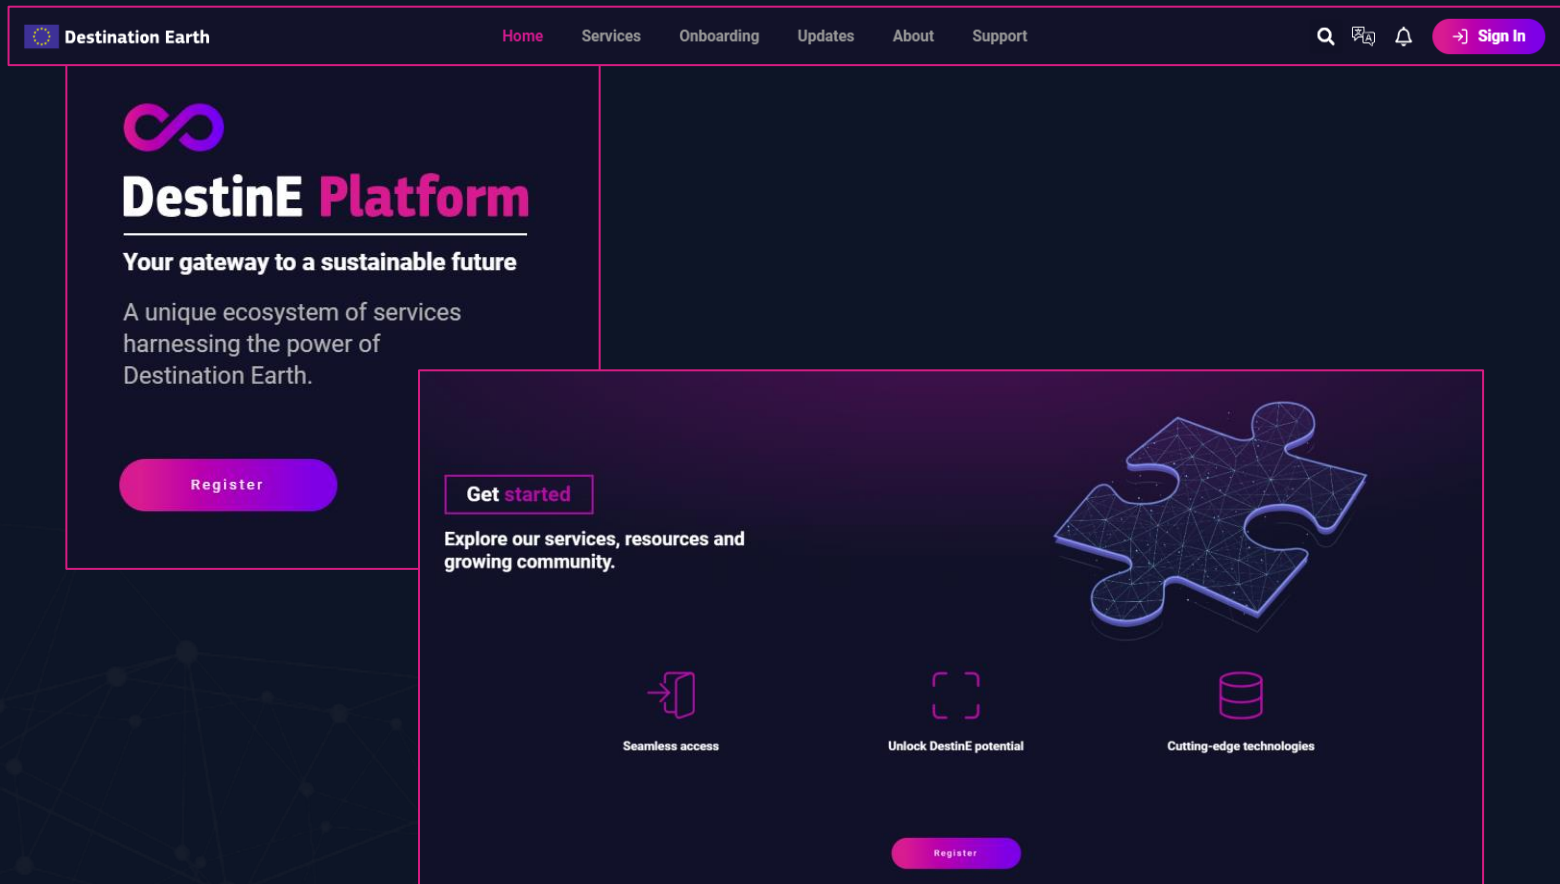 Destination Earth
Home Services Onboarding Updates About Support
Sign In
DestinE Platform
Your gateway to a sustainable future
A unique ecosystem of services
harnessing the power of
Destination Earth.
Register
Get started
Explore our services, resources and
growing community.
Seamless access
Unlock DestinE potential
Cutting-edge technologies
Register